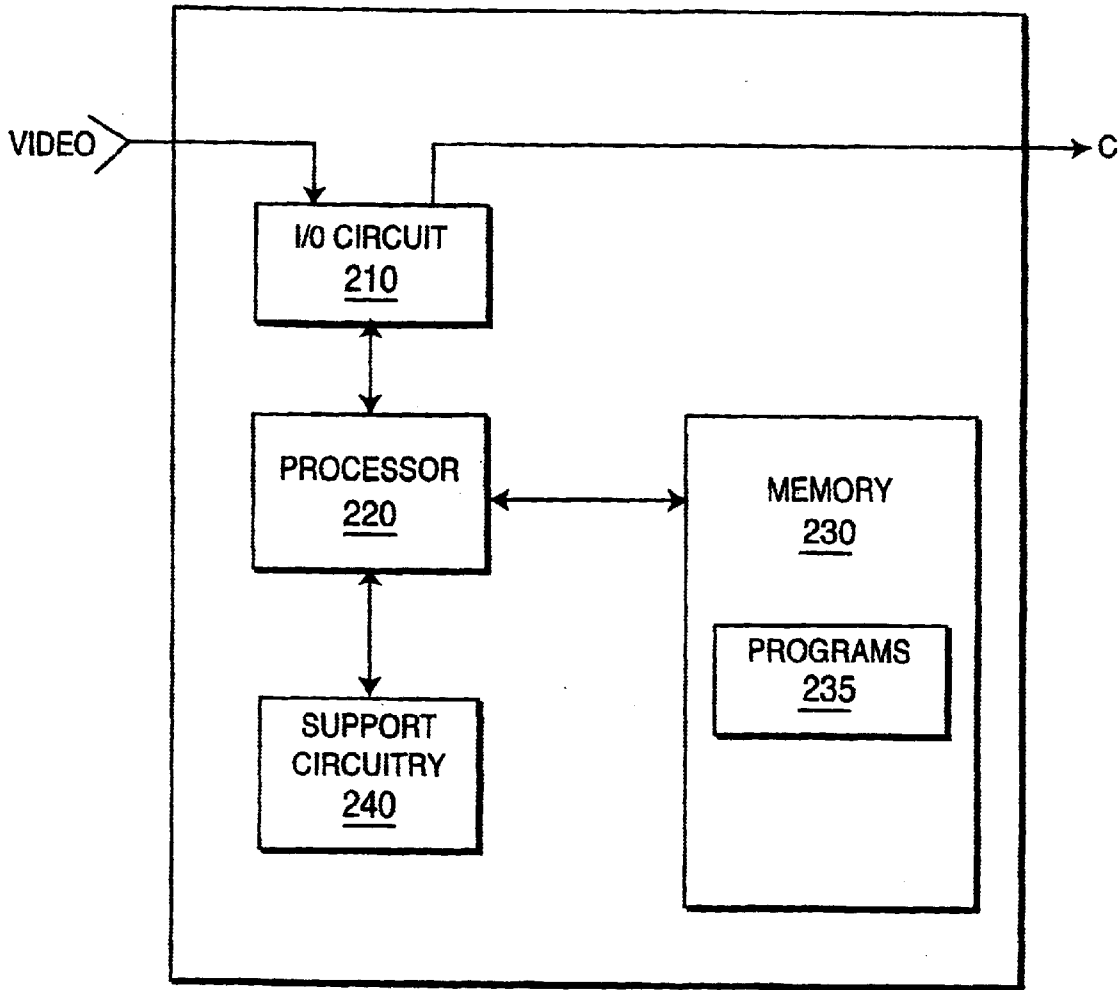 VIDEO
C
I/0 CIRCUIT
210
PROCESSOR
220
MEMORY
230
PROGRAMS
235
SUPPORT
CIRCUITRY
240